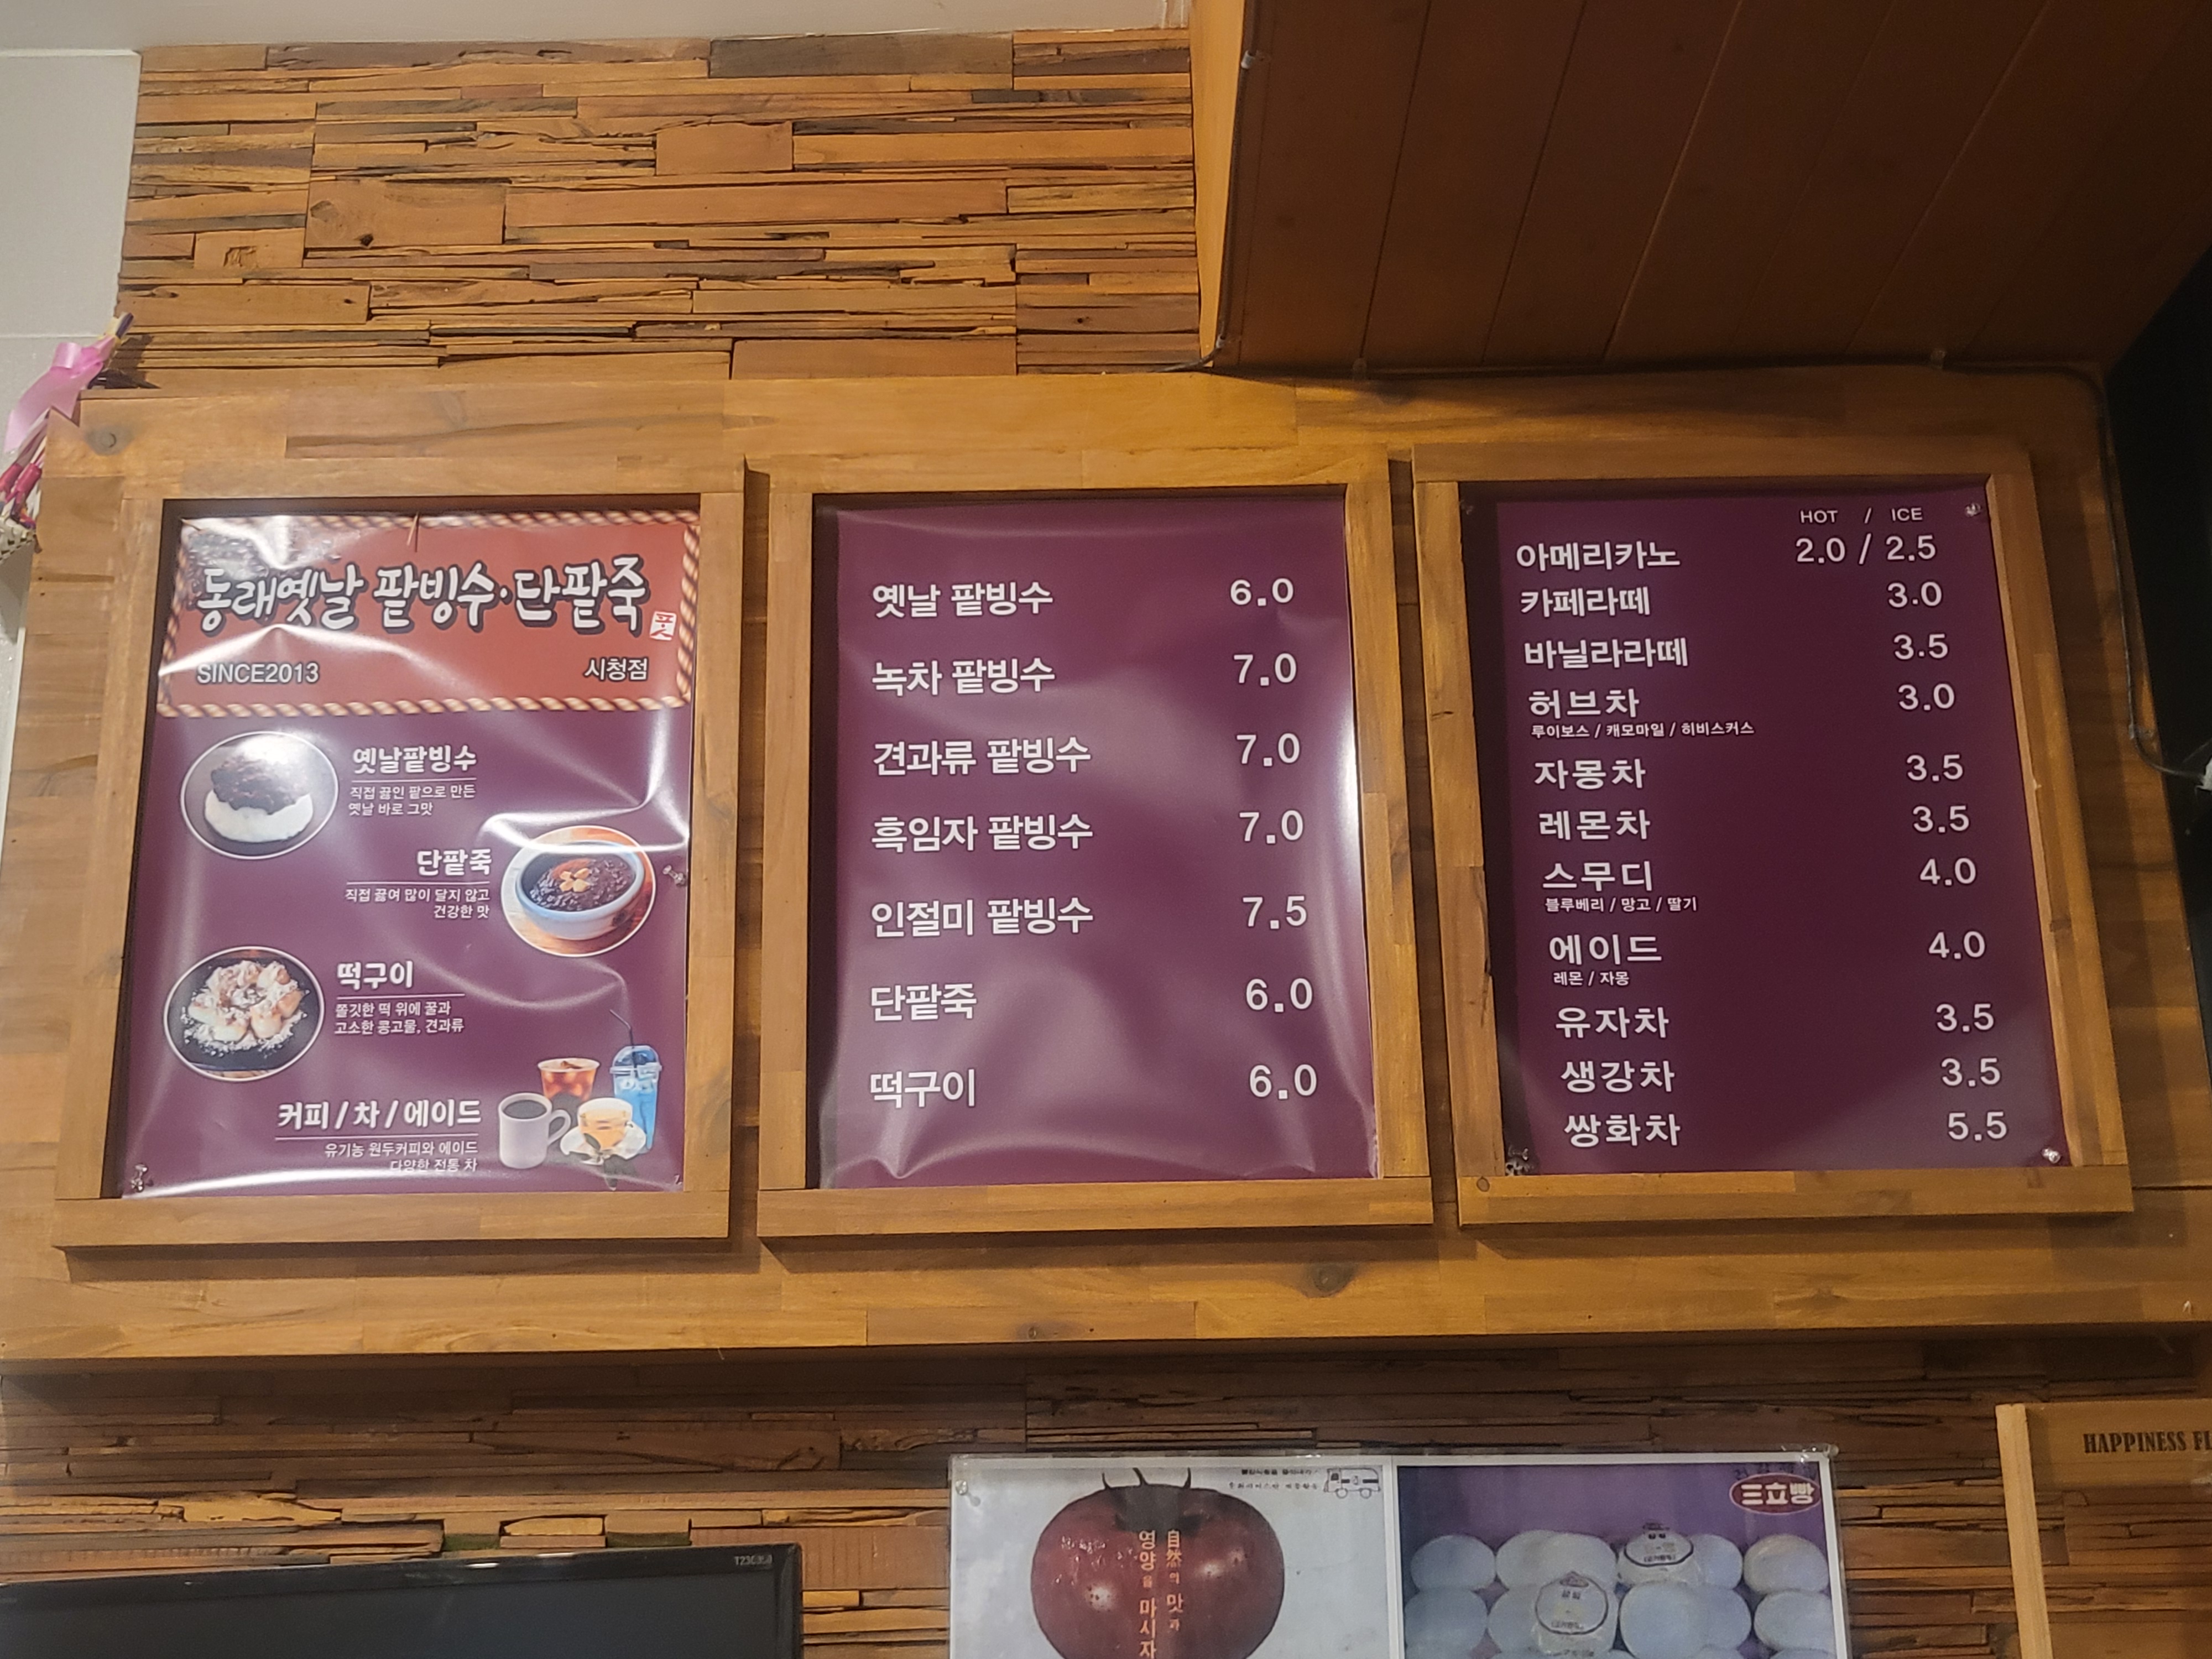 동래옛날 팥빙수·단팥죽
SINCE2013 시청점
옛날팥빙수
직접 끓인 팥으로 만든
옛날 바로 그맛
단팥죽
직접 끓여 많이 달지 않고
건강한 맛
떡구이
쫄깃한 떡 위에 꿀과
고소한 콩고물, 견과류
커피 / 차 / 에이드
유기농 원두커피와 에이드
다양한 전통 차
옛날 팥빙수 6.0
녹차 팥빙수 7.0
견과류 팥빙수 7.0
흑임자 팥빙수 7.0
인절미 팥빙수 7.5
단팥죽 6.0
떡구이 6.0
HOT / ICE
아메리카노 2.0 / 2.5
카페라떼 3.0
바닐라라떼 3.5
허브차 3.0
루이보스 / 캐모마일 / 히비스커스
자몽차 3.5
레몬차 3.5
스무디 4.0
블루베리 / 망고 / 딸기
에이드 4.0
레몬 / 자몽
유자차 3.5
생강차 3.5
쌍화차 5.5
自然의 맛과
영양을 마시자
三立빵
HAPPINESS